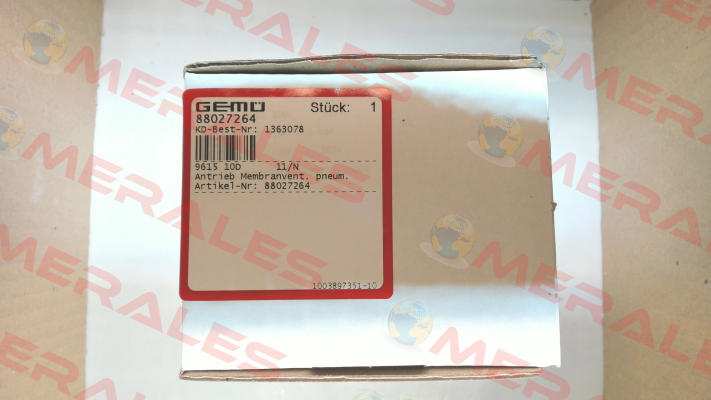 GEMÜ Stück: 1
88027264
KD-Best-Nr: 1363078
9615 10D 11/N
Antrieb Membranvent. pneum.
Artikel-Nr: 88027264
1003897351-10
MERALES
MERALES
MERALES
MERALES
MERALES